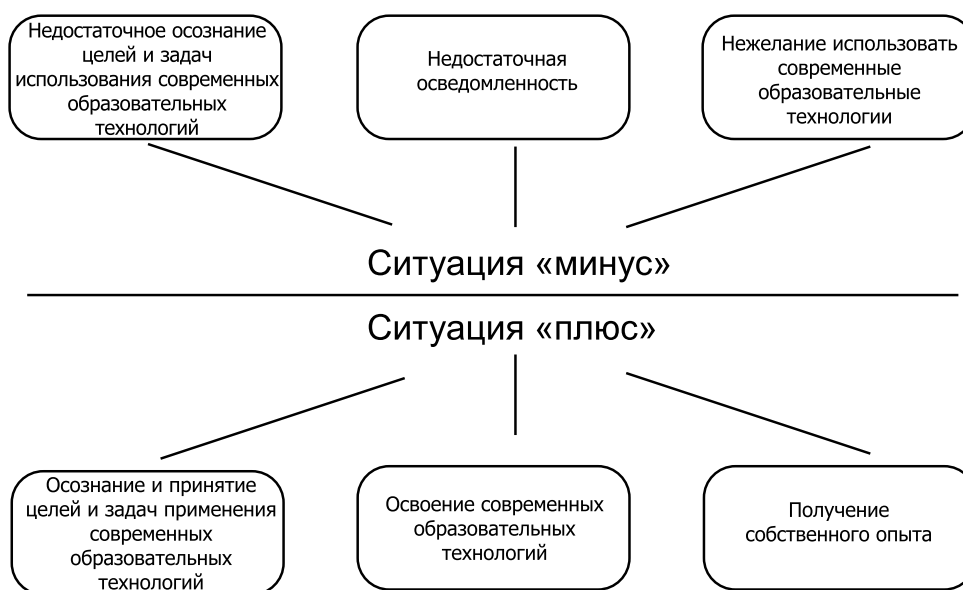 Недостаточное осознание
целей и задач
использования современных
образовательных
технологий
Недостаточная
осведомленность
Нежелание использовать
современные
образовательные
технологии
Ситуация «минус»
Ситуация «плюс»
Осознание и принятие
целей и задач применения
современных
образовательных
технологий
Освоение современных
образовательных
технологий
Получение
собственного опыта